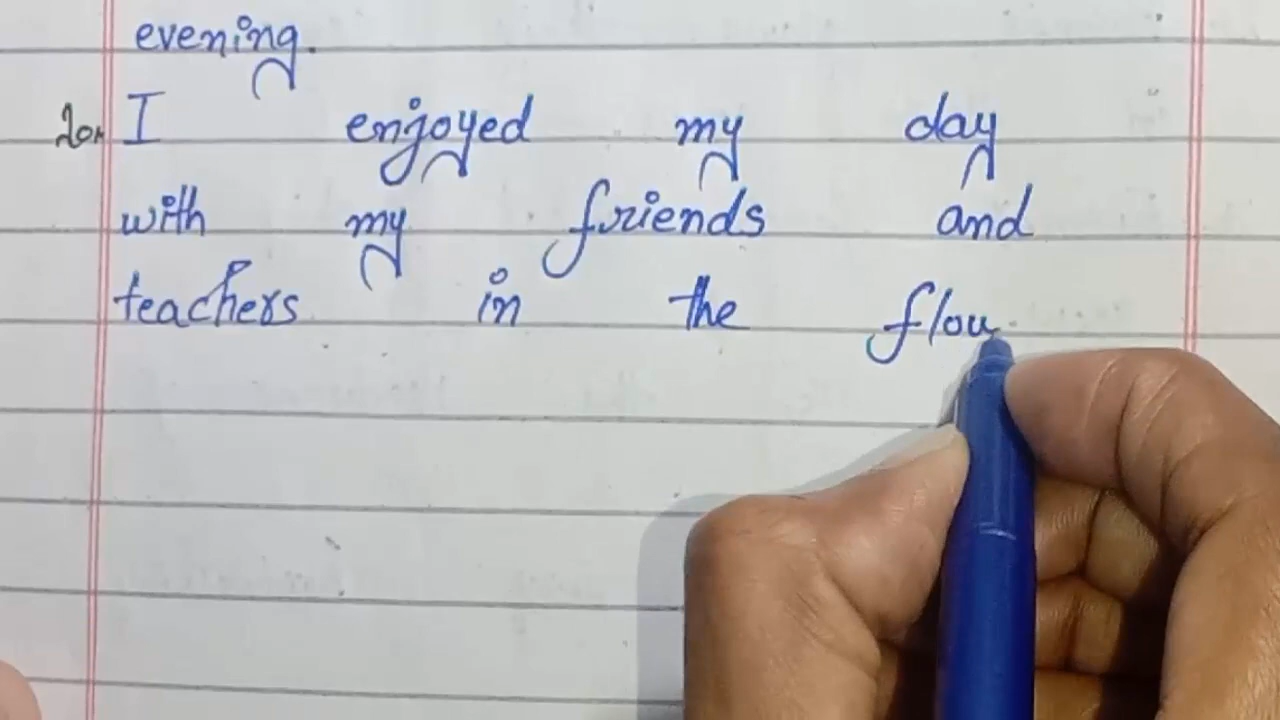 evening.
20. I enjoyed my day
with my friends and
teachers in the flou